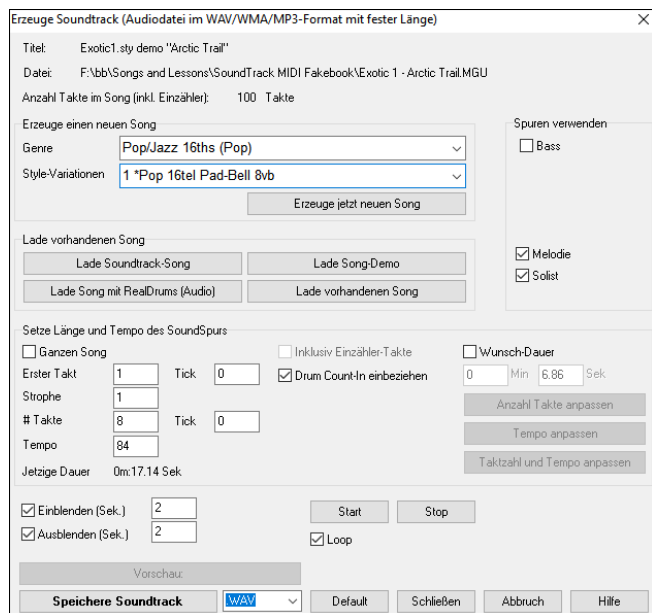 Erzeuge Soundtrack (Audiodatei im WAV/WMA/MP3-Format mit fester Länge)
Titel: Exotic1.sty demo "Arctic Trail"
Datei: F:\bb\Songs and Lessons\SoundTrack MIDI Fakebook\Exotic 1 - Arctic Trail.MGU
Anzahl Takte im Song (inkl. Einzähler): 100 Takte
Erzeuge einen neuen Song
Genre Pop/Jazz 16ths (Pop)
Style-Variationen 1 *Pop 16tel Pad-Bell 8vb
Erzeuge jetzt neuen Song
Spuren verwenden
Bass
Melodie
Solist
Lade vorhandenen Song
Lade Soundtrack-Song Lade Song-Demo
Lade Song mit RealDrums (Audio) Lade vorhandenen Song
Setze Länge und Tempo des SoundSpurs
Ganzen Song Inklusiv Einzähler-Takte Wunsch-Dauer
Erster Takt 1 Tick 0 Drum Count-In einbeziehen 0 Min 6.86 Sek
Strophe 1 Anzahl Takte anpassen
# Takte 8 Tick 0 Tempo anpassen
Tempo 84 Taktzahl und Tempo anpassen
Jetzige Dauer 0m:17.14 Sek
Einblenden (Sek.) 2 Start Stop
Ausblenden (Sek.) 2 Loop
Vorschau:
Speichere Soundtrack WAV Default Schließen Abbruch Hilfe